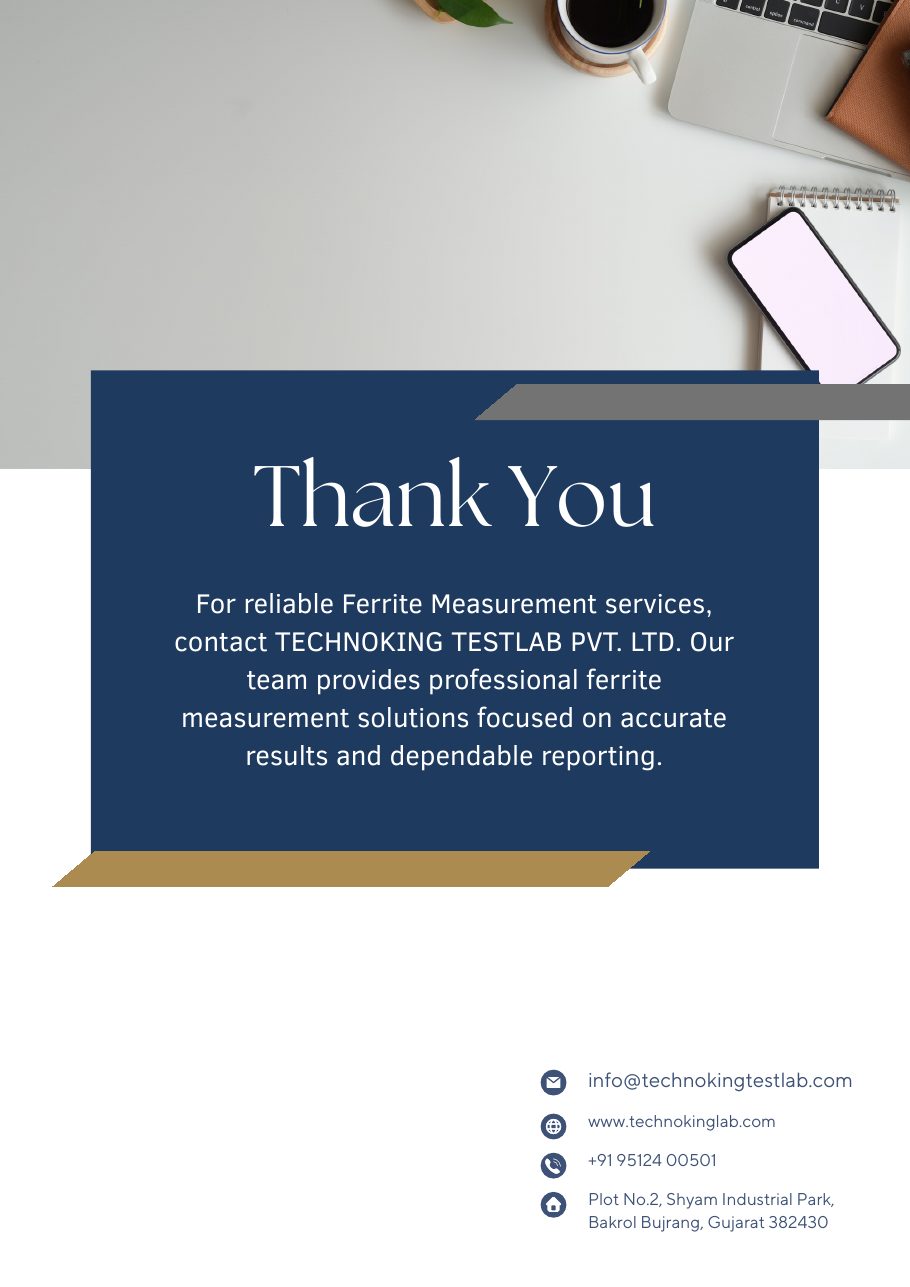 Thank You
For reliable Ferrite Measurement services,
contact TECHNOKING TESTLAB PVT. LTD. Our
team provides professional ferrite
measurement solutions focused on accurate
results and dependable reporting.
info@technokingtestlab.com
www.technokinglab.com
+91 95124 00501
Plot No.2, Shyam Industrial Park,
Bakrol Bujrang, Gujarat 382430